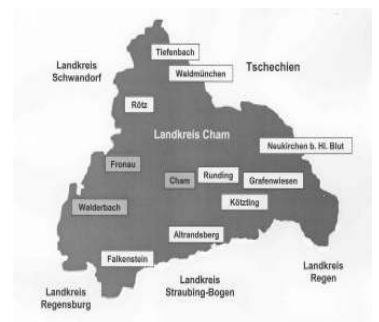 Tiefenbach
Landkreis
Schwandorf
Waldmünchen
Tschechien
Rötz
Landkreis Cham
Neukirchen b. Hl. Blut
Fronau
Cham
Runding
Grafenwiesen
Walderbach
Kötzting
Altrandsberg
Falkenstein
Landkreis
Regen
Landkreis
Straubing-Bogen
Landkreis
Regensburg